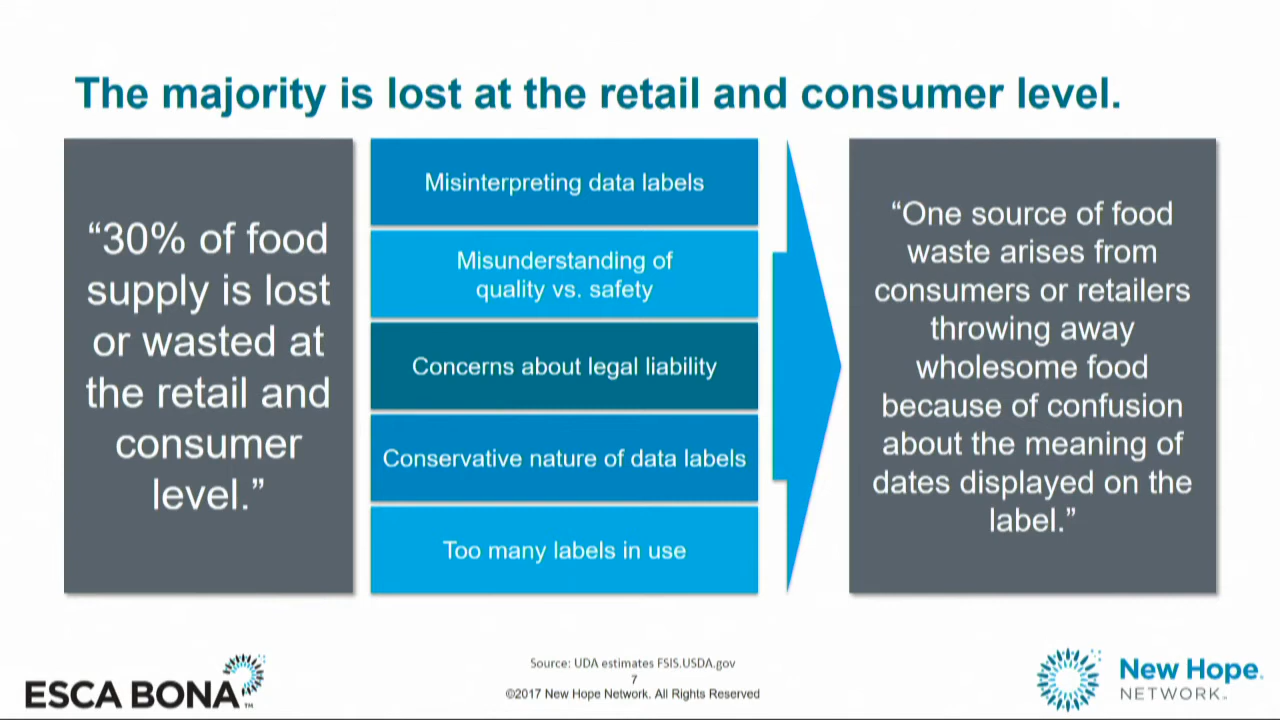 The majority is lost at the retail and consumer level.
“30% of food
supply is lost
or wasted at
the retail and
consumer
level.”
Misinterpreting data labels
Misunderstanding of
quality vs. safety
Concerns about legal liability
Conservative nature of data labels
Too many labels in use
“One source of food
waste arises from
consumers or retailers
throwing away
wholesome food
because of confusion
about the meaning of
dates displayed on the
label.”
ESCA BONA™
Source: UDA estimates FSIS.USDA.gov
7
©2017 New Hope Network. All Rights Reserved
New Hope.
NETWORK™